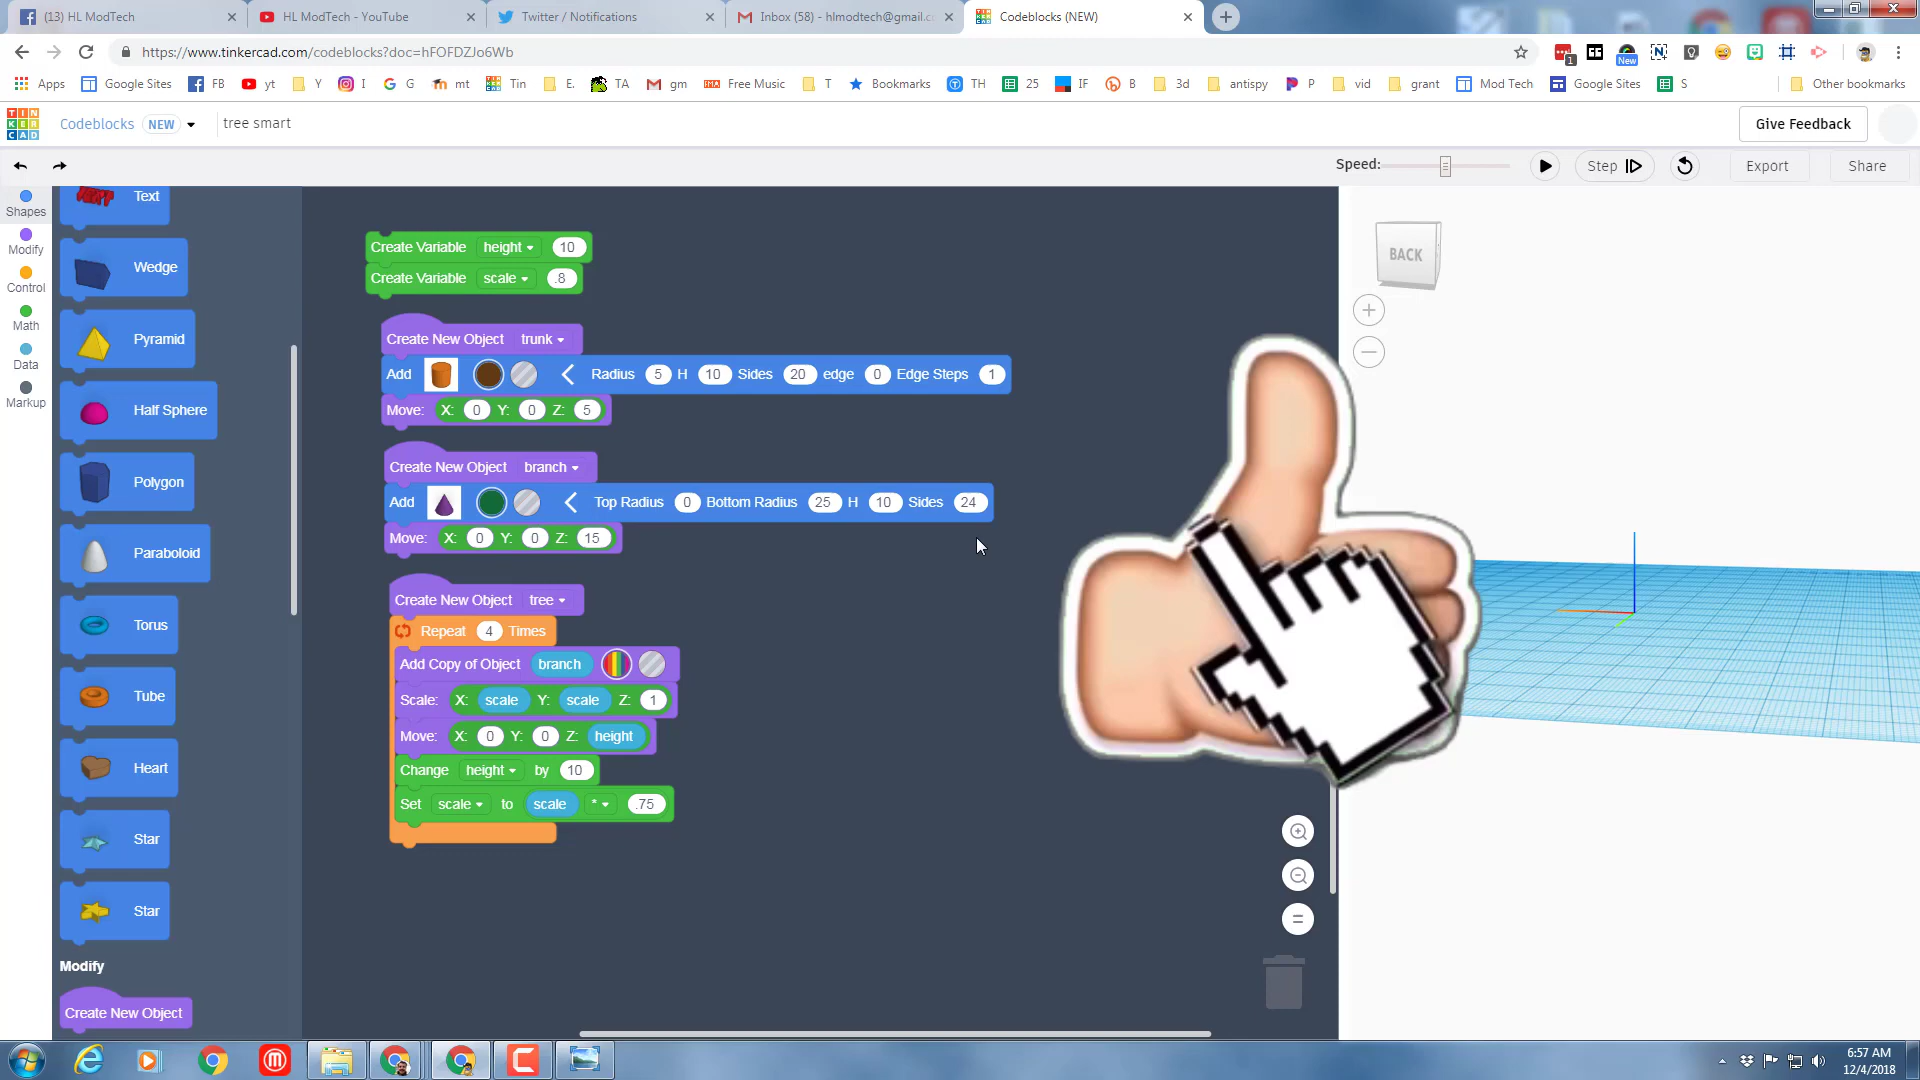 (13) HL ModTech
HL ModTech - YouTube
Twitter / Notifications
Inbox (58) - hlmodtech@gmail.c
Codeblocks (NEW)
https://www.tinkercad.com/codeblocks?doc=hFOFDZJo6Wb
1
New
Apps Google Sites FB yt Y I G mt Tin E. TA gm Free Music T Bookmarks TH 25 IF B 3d antispy P vid grant Mod Tech Google Sites S Other bookmarks
TIN
KER
CAD
Codeblocks NEW tree smart
Give Feedback
Speed: Step Export Share
Shapes
Modify
Control
Math
Data
Markup
Text
Wedge
Pyramid
Half Sphere
Polygon
Paraboloid
Torus
Tube
Heart
Star
Star
Modify
Create New Object
Create Variable height 10
Create Variable scale .8
Create New Object trunk
Add Radius 5 H 10 Sides 20 edge 0 Edge Steps 1
Move: X: 0 Y: 0 Z: 5
Create New Object branch
Add Top Radius 0 Bottom Radius 25 H 10 Sides 24
Move: X: 0 Y: 0 Z: 15
Create New Object tree
Repeat 4 Times
Add Copy of Object branch
Scale: X: scale Y: scale Z: 1
Move: X: 0 Y: 0 Z: height
Change height by 10
Set scale to scale * .75
BACK
6:57 AM
12/4/2018